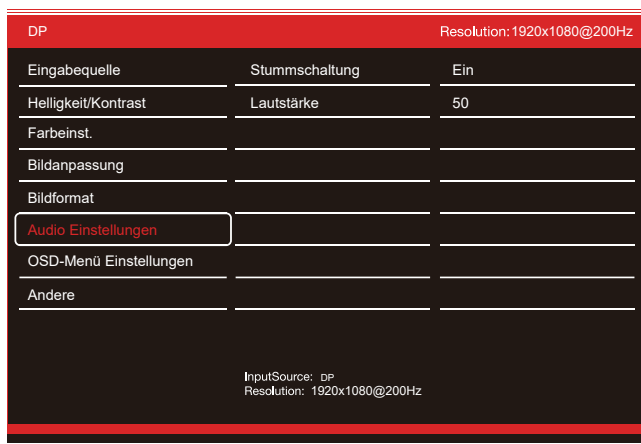 DP Resolution:1920x1080@200Hz
Eingabequelle Stummschaltung Ein
Helligkeit/Kontrast Lautstärke 50
Farbeinst.
Bildanpassung
Bildformat
Audio Einstellungen
OSD-Menü Einstellungen
Andere
InputSource: DP
Resolution: 1920x1080@200Hz